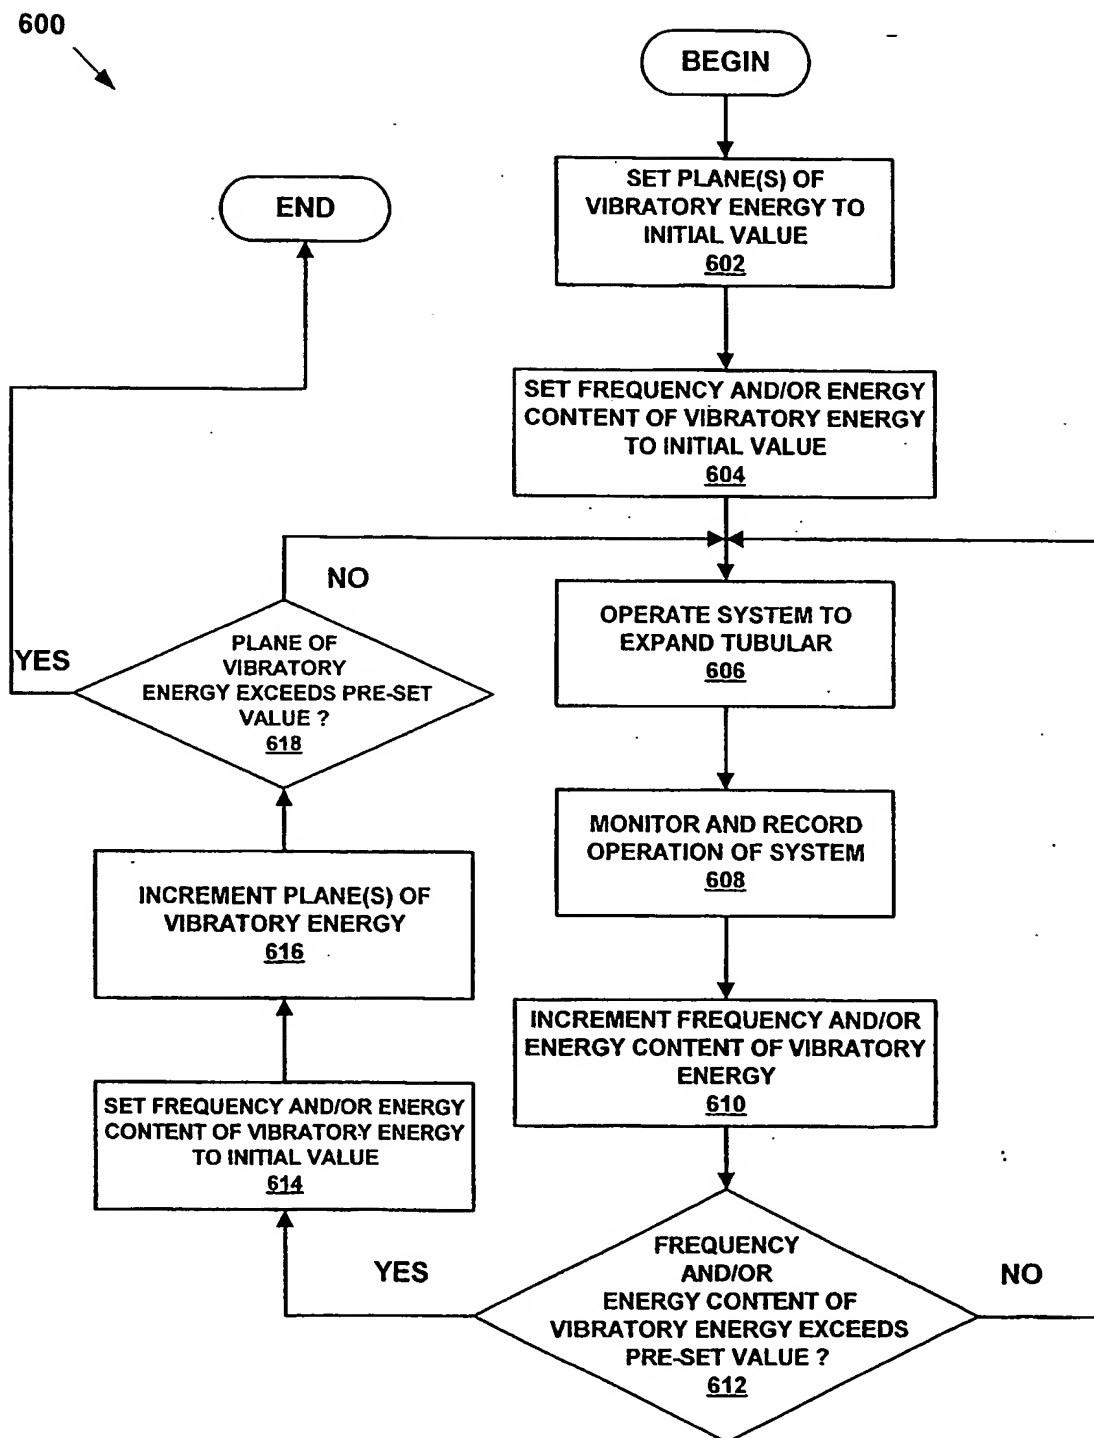 600
BEGIN
SET PLANE(S) OF
VIBRATORY ENERGY TO
INITIAL VALUE
602
END
SET FREQUENCY AND/OR ENERGY
CONTENT OF VIBRATORY ENERGY
TO INITIAL VALUE
604
NO
YES
PLANE OF
VIBRATORY
ENERGY EXCEEDS PRE-SET
VALUE ?
618
OPERATE SYSTEM TO
EXPAND TUBULAR
606
MONITOR AND RECORD
OPERATION OF SYSTEM
608
INCREMENT PLANE(S) OF
VIBRATORY ENERGY
616
INCREMENT FREQUENCY AND/OR
ENERGY CONTENT OF VIBRATORY
ENERGY
610
SET FREQUENCY AND/OR ENERGY
CONTENT OF VIBRATORY ENERGY
TO INITIAL VALUE
614
YES
FREQUENCY
AND/OR
ENERGY CONTENT OF
VIBRATORY ENERGY EXCEEDS
PRE-SET VALUE ?
612
NO